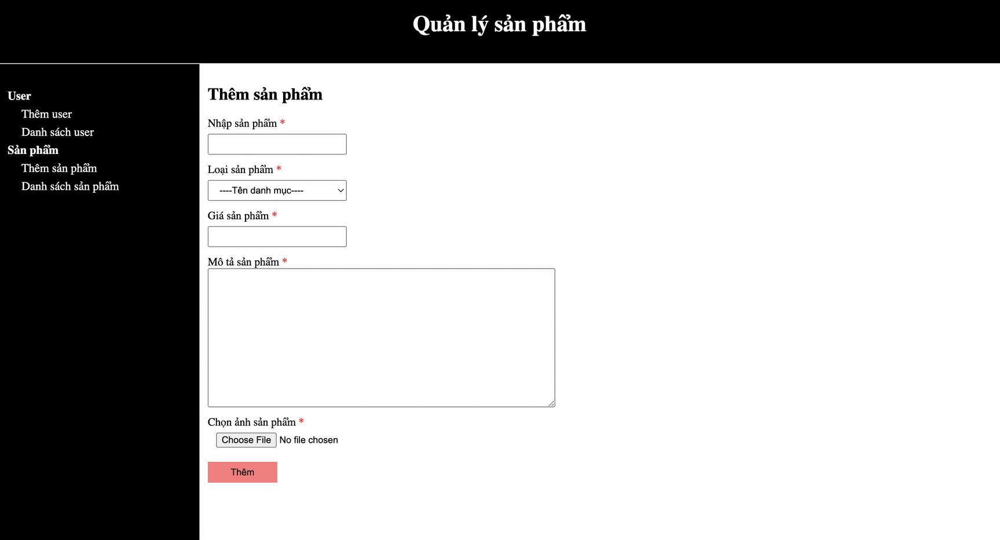 Quản lý sản phẩm
User
Thêm user
Danh sách user
Sản phẩm
Thêm sản phẩm
Danh sách sản phẩm
Thêm sản phẩm
Nhập sản phẩm *
Loại sản phẩm *
----Tên danh mục----
Giá sản phẩm *
Mô tả sản phẩm *
Chọn ảnh sản phẩm *
Choose File No file chosen
Thêm